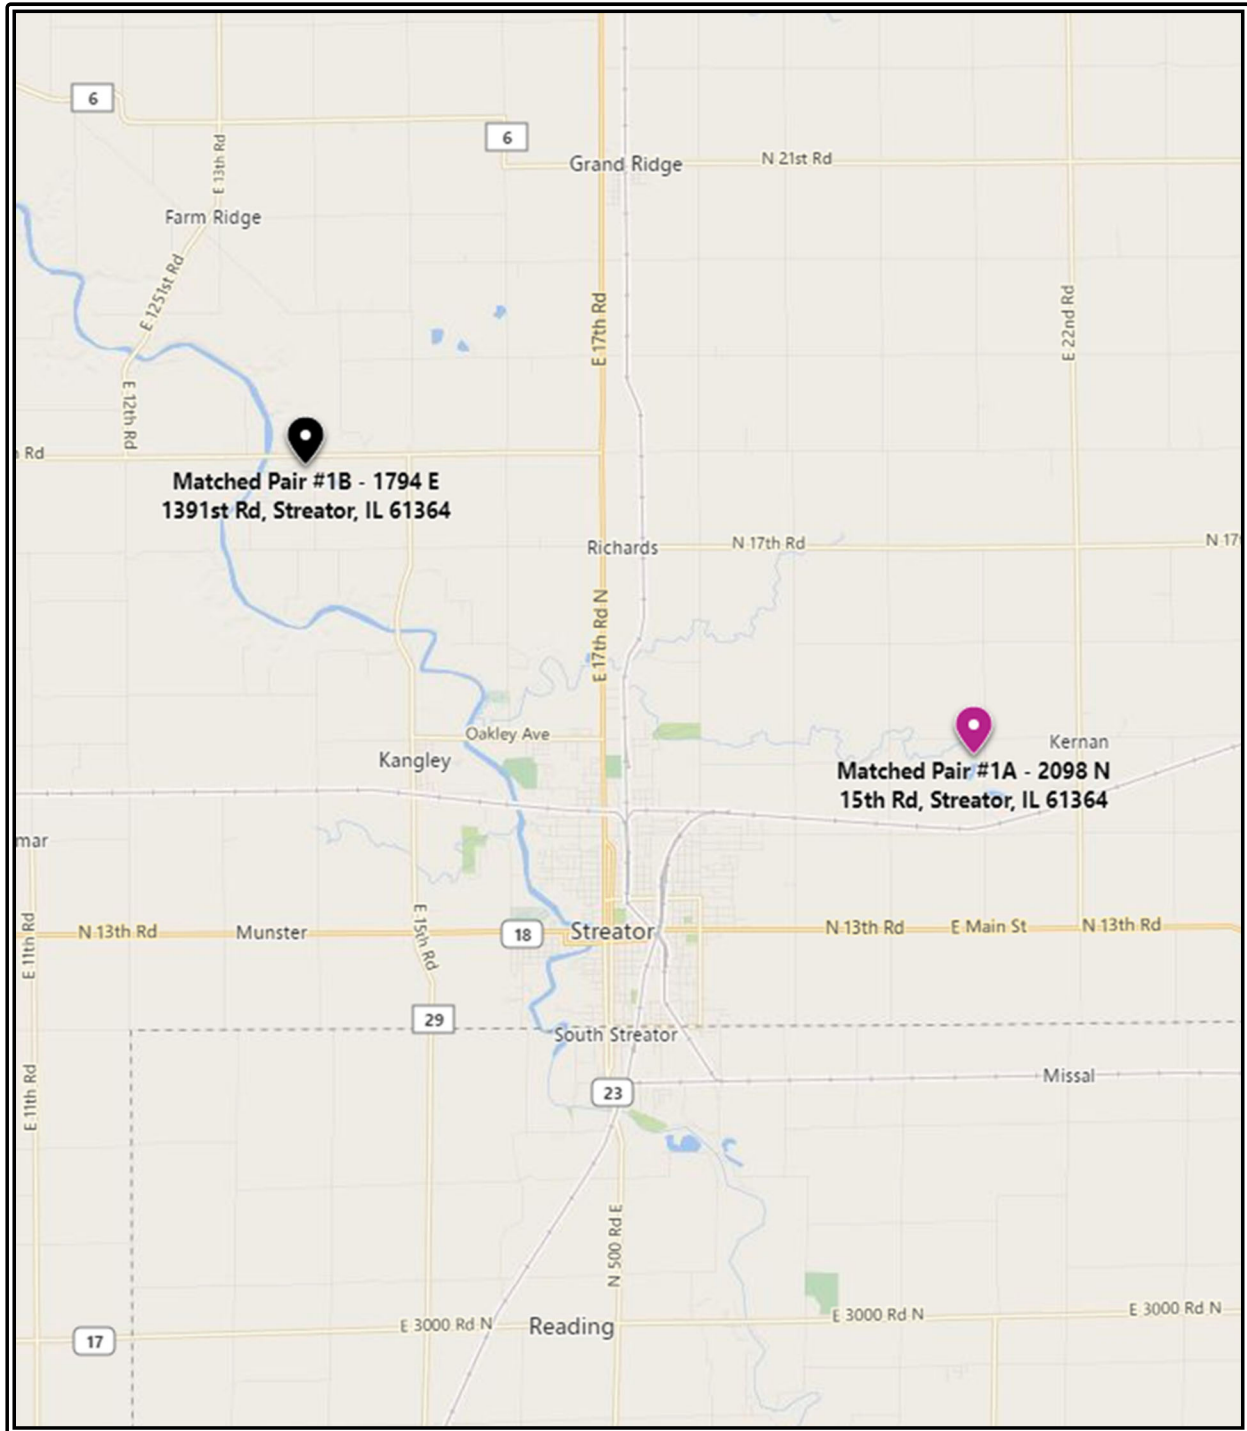 6
6
E 13th Rd
Grand Ridge
N 21st Rd
Farm Ridge
E 1251st Rd
E 17th Rd
E 22nd Rd
E 12th Rd
Rd
Matched Pair #1B - 1794 E
1391st Rd, Streator, IL 61364
Richards
N 17th Rd
N 17
E 17th Rd N
Oakley Ave
Kangley
Kernan
Matched Pair #1A - 2098 N
15th Rd, Streator, IL 61364
mar
E 11th Rd
N 13th Rd
Munster
E 15th Rd
18
Streator
N 13th Rd
E Main St
N 13th Rd
29
South Streator
E 11th Rd
23
Missal
N 500 Rd E
17
E 3000 Rd N
Reading
E 3000 Rd N
E 3000 Rd N